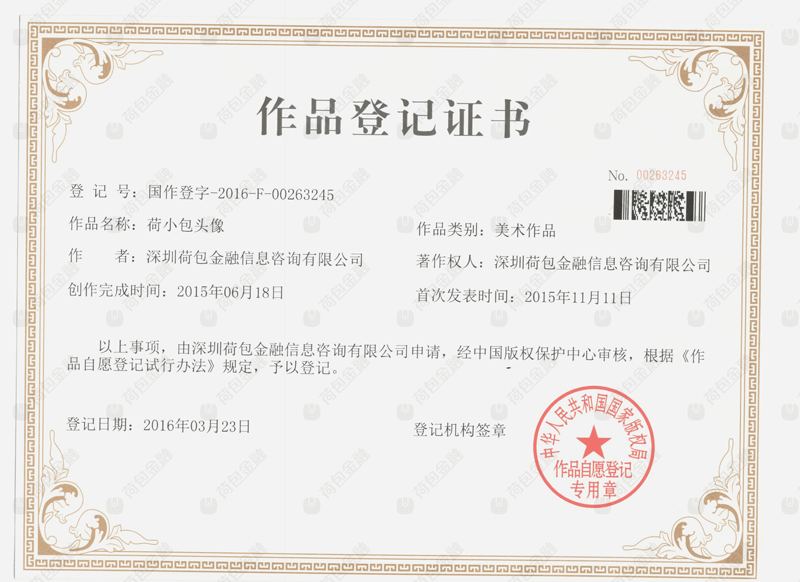 作品登记证书
No. 00263245
登 记 号：国作登字-2016-F-00263245
作品名称：荷小包头像
作品类别：美术作品
作 者：深圳荷包金融信息咨询有限公司
著作权人：深圳荷包金融信息咨询有限公司
创作完成时间：2015年06月18日
首次发表时间：2015年11月11日
以上事项，由深圳荷包金融信息咨询有限公司申请，经中国版权保护中心审核，根据《作
品自愿登记试行办法》规定，予以登记。
登记日期：2016年03月23日
登记机构签章
中华人民共和国国家版权局
作品自愿登记
专用章
荷包金融